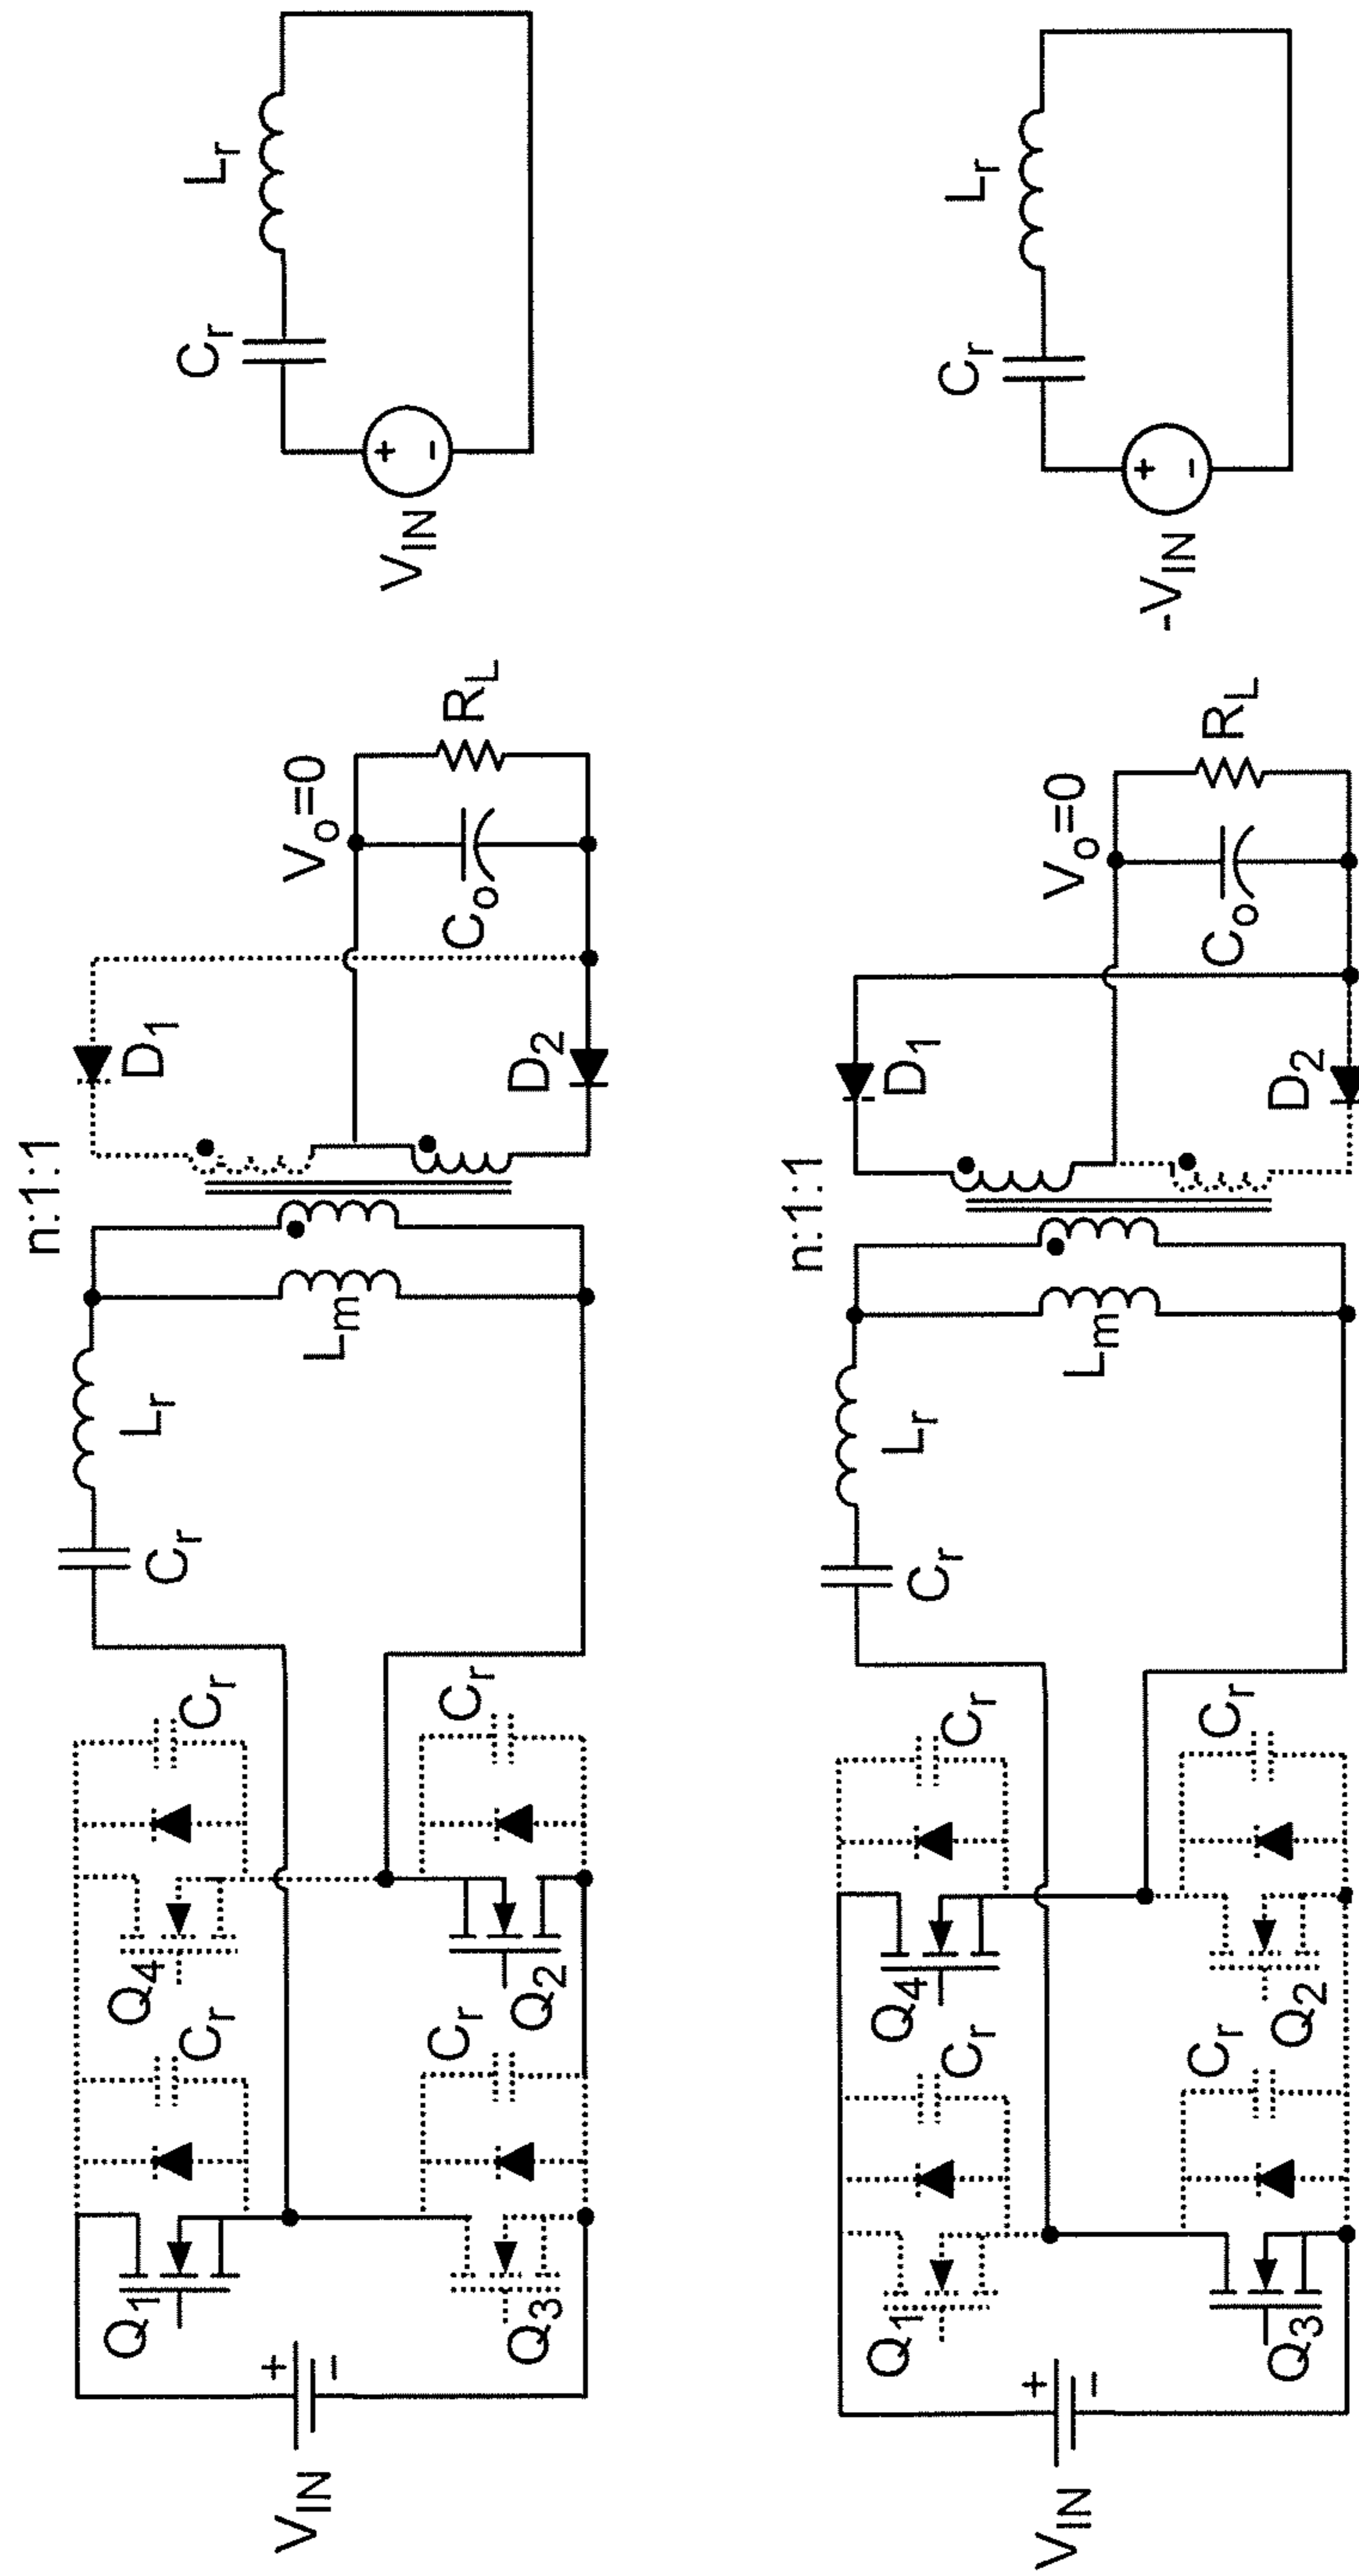 n:1:1
Q1
Cr
Q4
Cr
Cr
Lr
D1
Vo=0
Cr
Lr
VIN
+
−
Lm
Co
RL
VIN
+
−
Q3
Cr
Q2
Cr
D2
n:1:1
Q1
Cr
Q4
Cr
Cr
Lr
D1
Vo=0
Cr
Lr
VIN
+
−
Lm
Co
RL
-VIN
+
−
Q3
Cr
Q2
Cr
D2